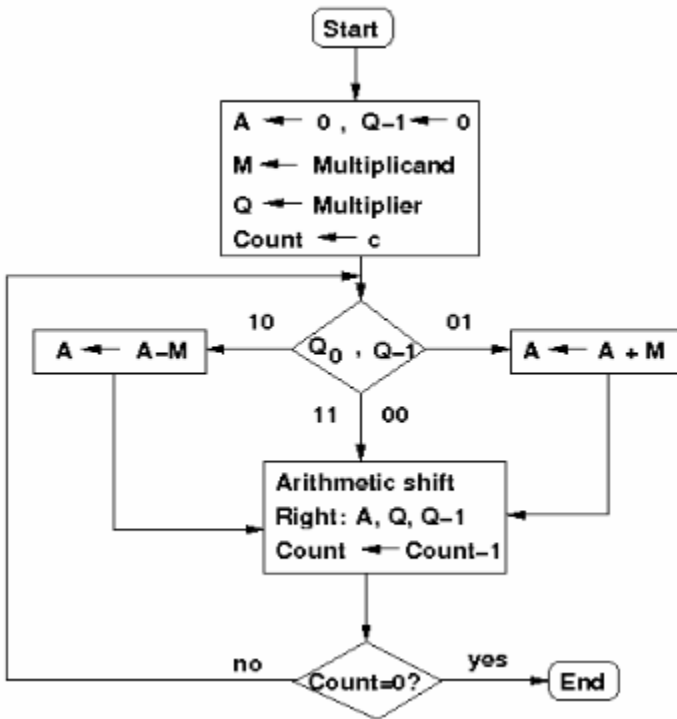 Start
A ← 0 , Q-1 ← 0
M ← Multiplicand
Q ← Multiplier
Count ← c
10
01
A ← A-M
Q0 , Q-1
A ← A + M
11 00
Arithmetic shift
Right: A, Q, Q-1
Count ← Count-1
no
Count=0?
yes
End